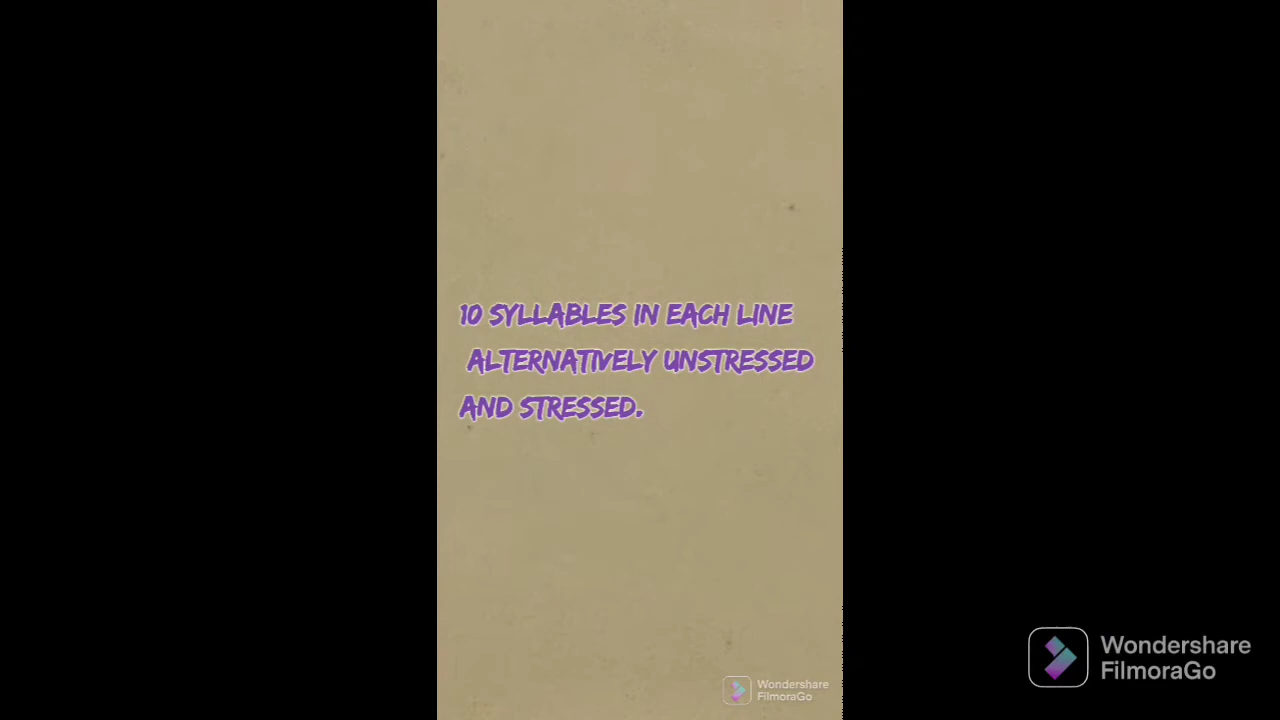 10 SYLLABLES IN EACH LINE
ALTERNATIVELY UNSTRESSED
AND STRESSED.
Wondershare
FilmoraGo
Wondershare
FilmoraGo